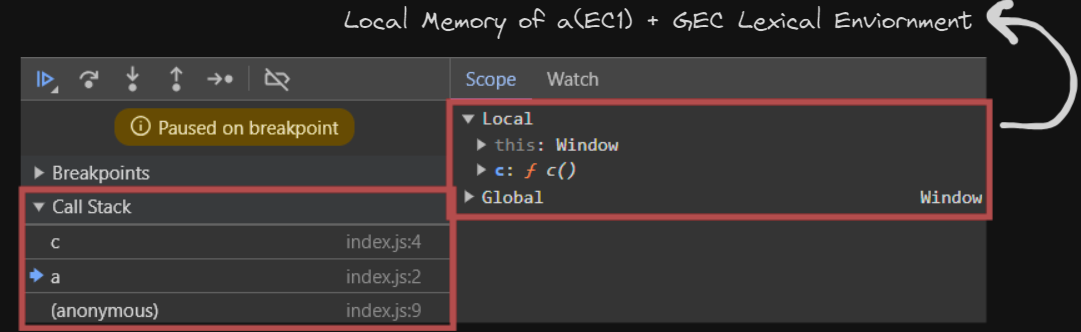 Local Memory of a(EC1) + GEC Lexical Enviornment
Scope Watch
Paused on breakpoint
Breakpoints
Call Stack
c index.js:4
a index.js:2
(anonymous) index.js:9
Local
this: Window
c: ƒ c()
Global Window